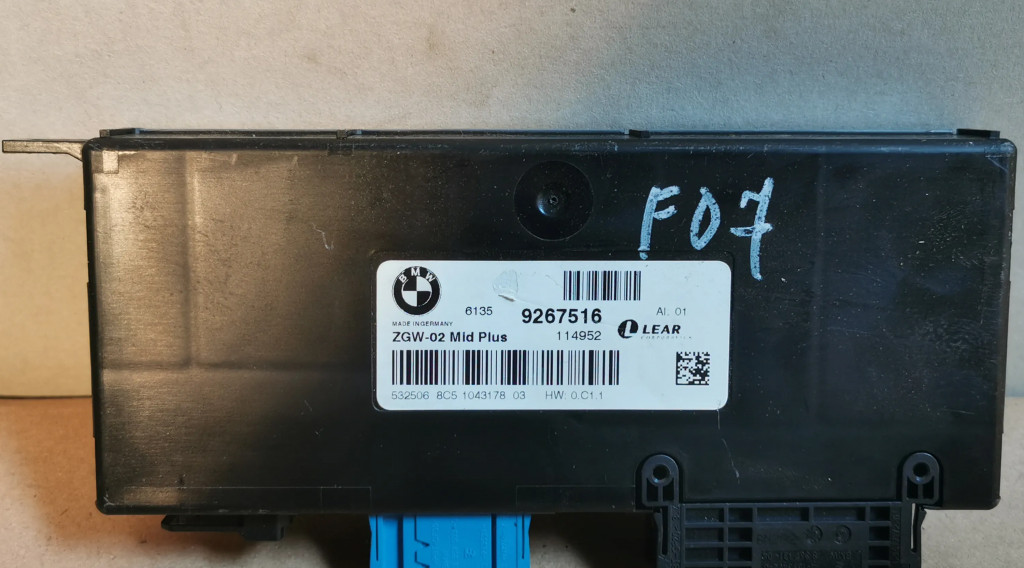 F07
BMW
6135 9267516 AI. 01
MADE IN GERMANY
ZGW-02 Mid Plus 114952 LEAR
CORPORATION
532506 8C5 1043178 03 HW: 0.C1.1